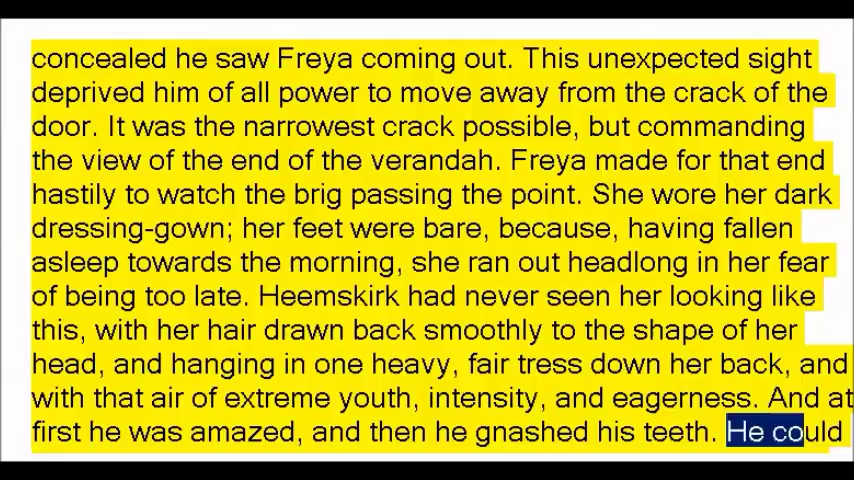 concealed he saw Freya coming out. This unexpected sight
deprived him of all power to move away from the crack of the
door. It was the narrowest crack possible, but commanding
the view of the end of the verandah. Freya made for that end
hastily to watch the brig passing the point. She wore her dark
dressing-gown; her feet were bare, because, having fallen
asleep towards the morning, she ran out headlong in her fear
of being too late. Heemskirk had never seen her looking like
this, with her hair drawn back smoothly to the shape of her
head, and hanging in one heavy, fair tress down her back, and
with that air of extreme youth, intensity, and eagerness. And at
first he was amazed, and then he gnashed his teeth. He could